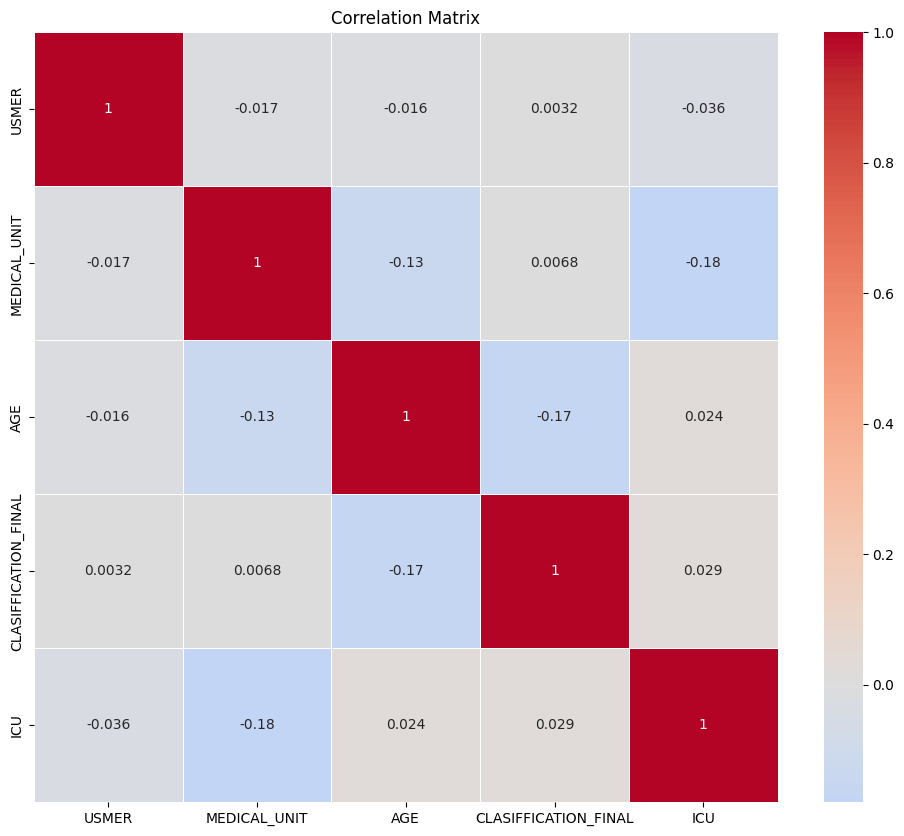 Correlation Matrix
USMER 1 -0.017 -0.016 0.0032 -0.036
MEDICAL_UNIT -0.017 1 -0.13 0.0068 -0.18
AGE -0.016 -0.13 1 -0.17 0.024
CLASIFFICATION_FINAL 0.0032 0.0068 -0.17 1 0.029
ICU -0.036 -0.18 0.024 0.029 1
USMER MEDICAL_UNIT AGE CLASIFFICATION_FINAL ICU
1.0
0.8
0.6
0.4
0.2
0.0